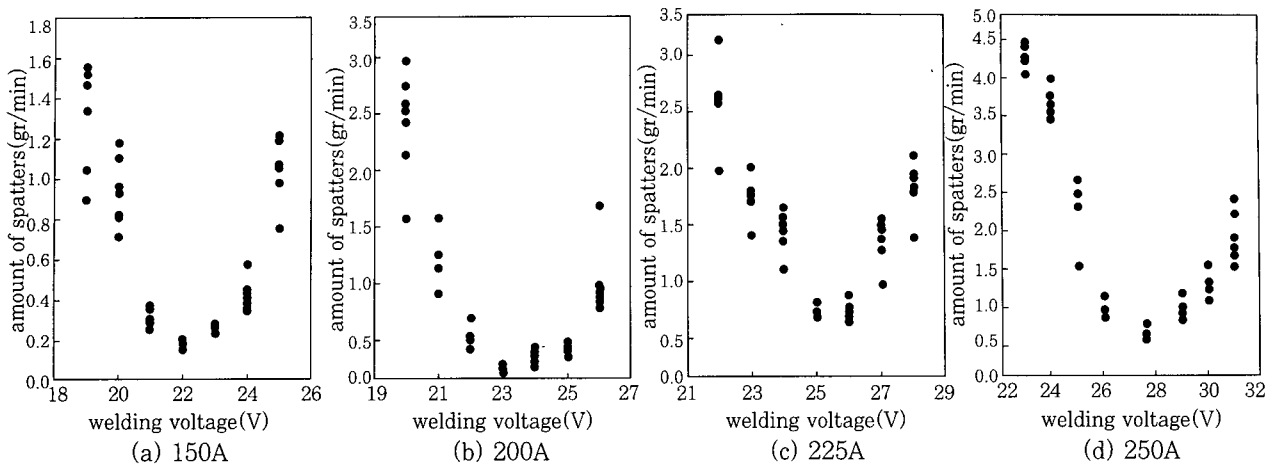 amount of spatters(gr/min)
1.8
1.6
1.4
1.2
1.0
0.8
0.6
0.4
0.2
0.0
18 20 22 24 26
welding voltage(V)
(a) 150A
amount of spatters(gr/min)
3.5
3.0
2.5
2.0
1.5
1.0
0.5
0.0
19 21 23 25 27
welding voltage(V)
(b) 200A
amount of spatters(gr/min)
3.5
3.0
2.5
2.0
1.5
1.0
0.5
0.0
21 23 25 27 29
welding voltage(V)
(c) 225A
amount of spatters(gr/min)
5.0
4.5
4.0
3.5
3.0
2.5
2.0
1.5
1.0
0.5
0.0
22 23 24 26 28 30 32
welding voltage(V)
(d) 250A